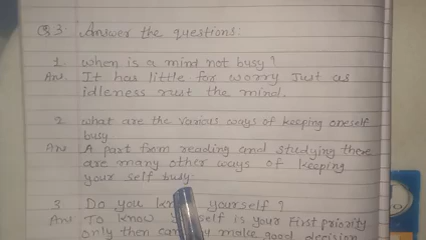 Q3. Answer the questions:
1. When is a mind not busy?
Ans. It has little for worry Just as
idleness rust the mind.
2. what are the various ways of keeping oneself
busy
Ans A part from reading and studying there
are many other ways of keeping
your self busy.
3. Do you yourself?
Ans To know self is your First priority
only then can make good decision